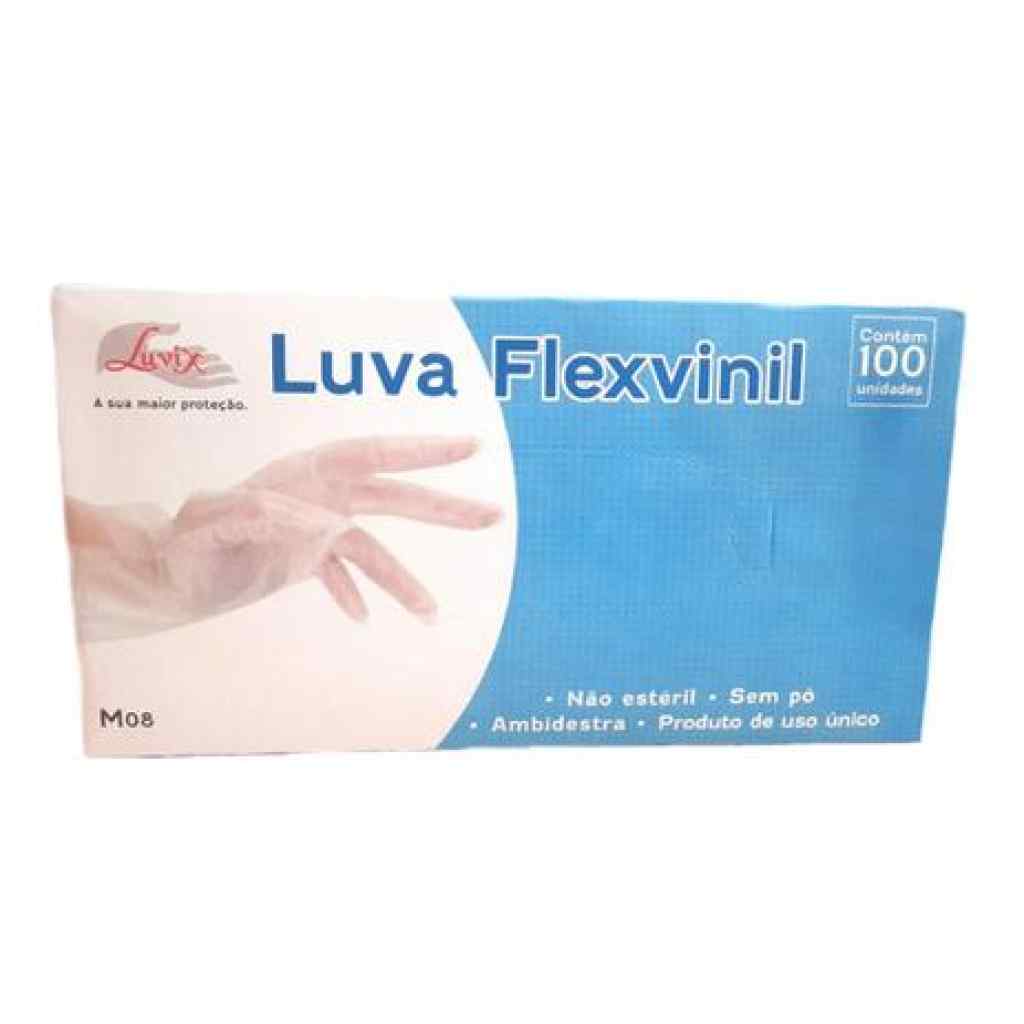 Luvix
A sua maior proteção.
Luva Flexvinil
Contém
100
unidades
M08
• Não estéril • Sem pó
• Ambidestra • Produto de uso único